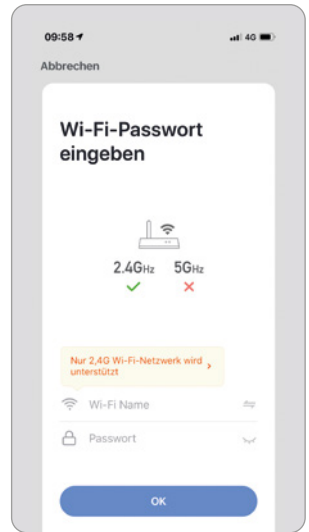 09:58
4G
Abbrechen
Wi-Fi-Passwort
eingeben
2.4GHz 5GHz
Nur 2,4G Wi-Fi-Netzwerk wird
unterstützt
Wi-Fi Name
Passwort
OK